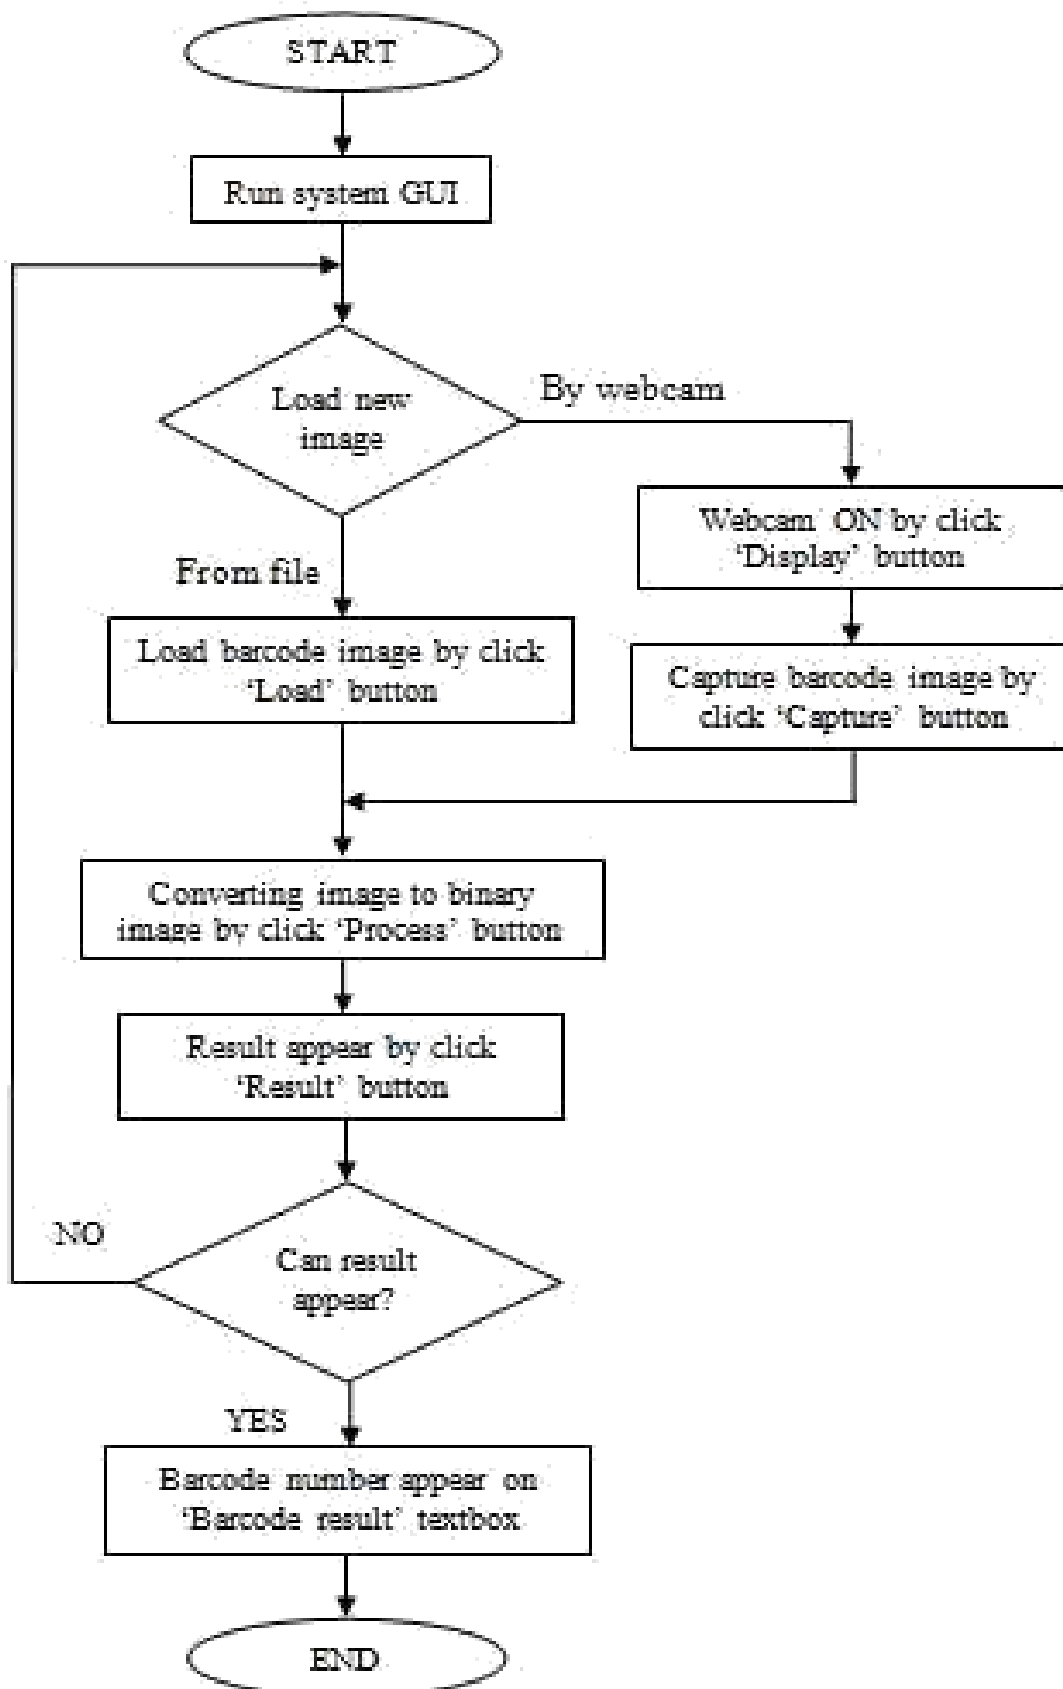 START
Run system GUI
Load new
image
By webcam
Webcam ON by click
‘Display’ button
From file
Load barcode image by click
‘Load’ button
Capture barcode image by
click ‘Capture’ button
Converting image to binary
image by click ‘Process’ button
Result appear by click
‘Result’ button
NO
Can result
appear?
YES
Barcode number appear on
‘Barcode result’ textbox
END